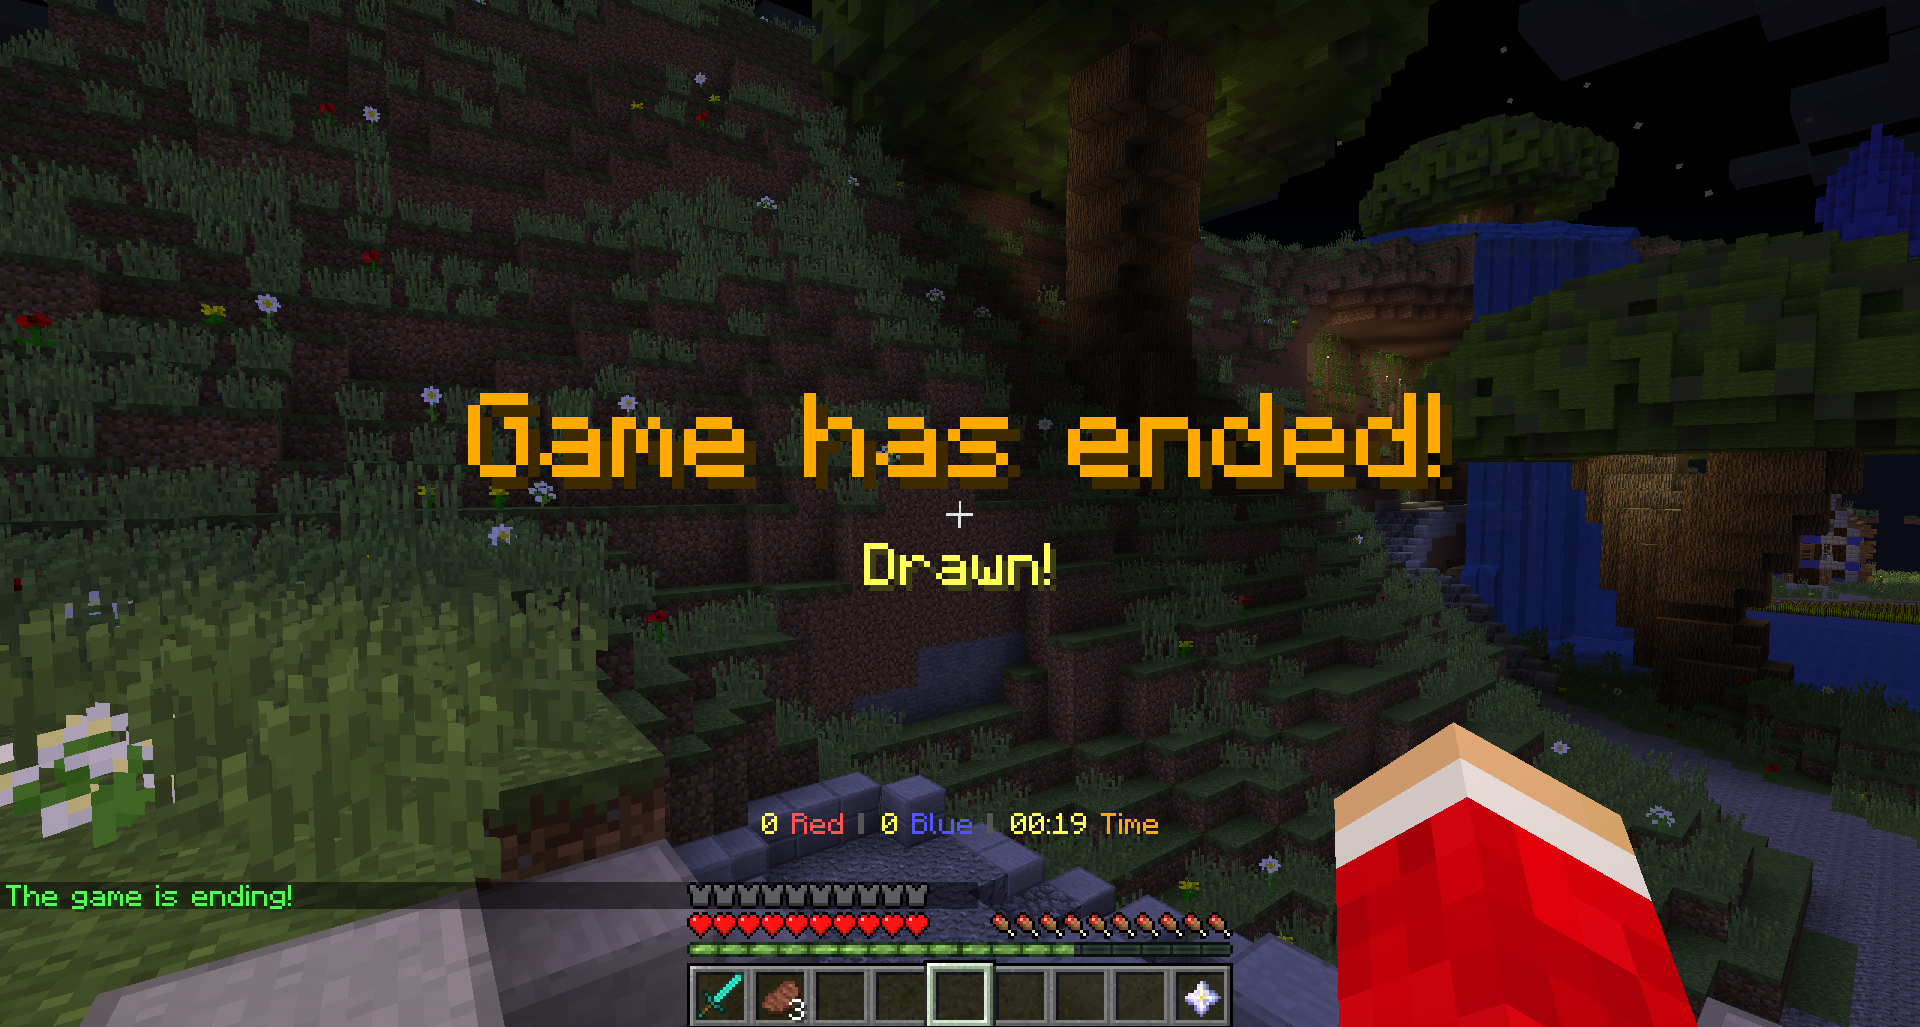 Game has ended!
Drawn!
0 Red | 0 Blue | 00:19 Time
The game is ending!
3